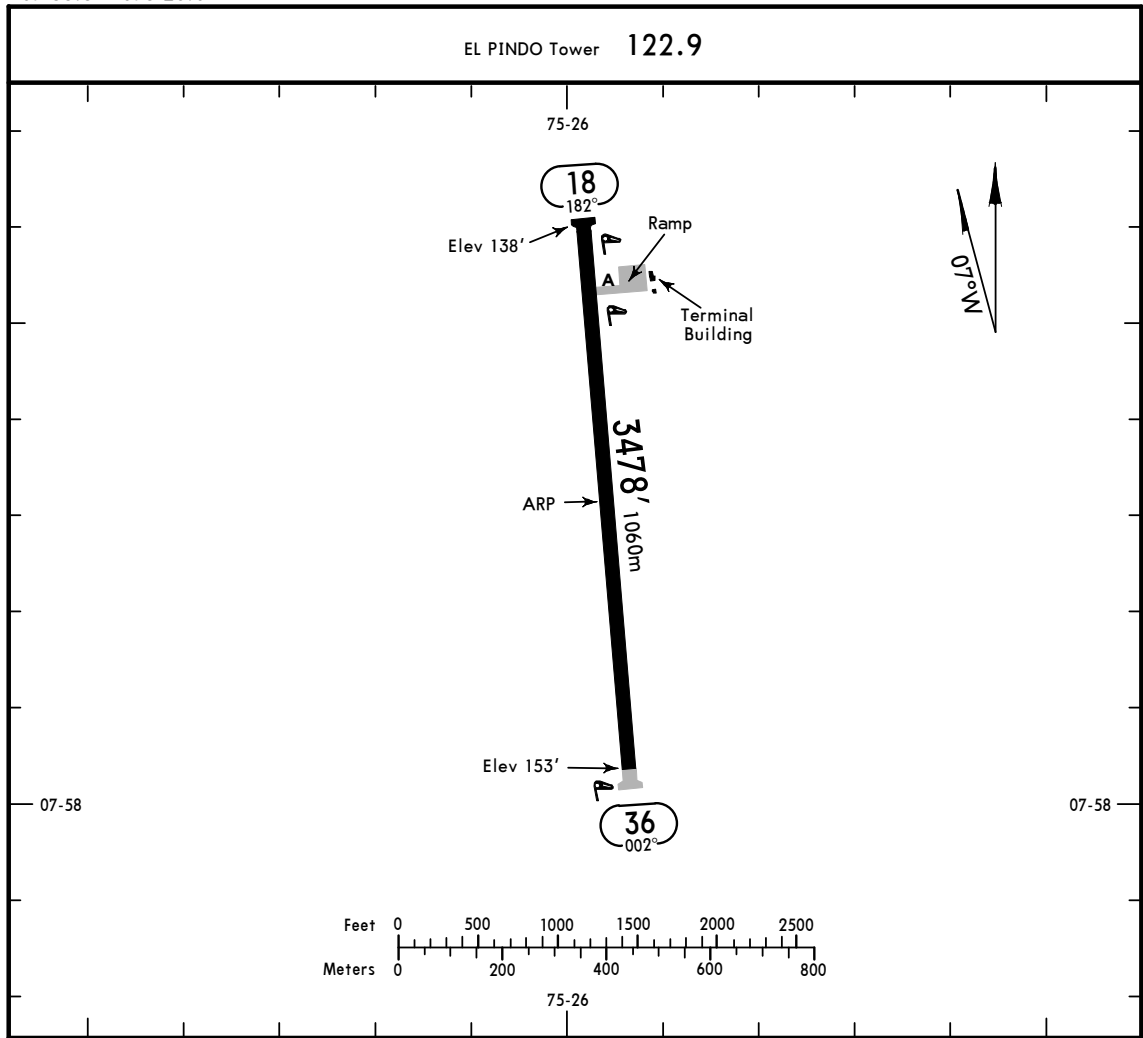 EL PINDO Tower 122.9
75-26
18
182°
Ramp
Elev 138'
A
07°W
Terminal
Building
3478'
1060m
ARP
Elev 153'
07-58
07-58
36
002°
Feet 0 500 1000 1500 2000 2500
Meters 0 200 400 600 800
75-26